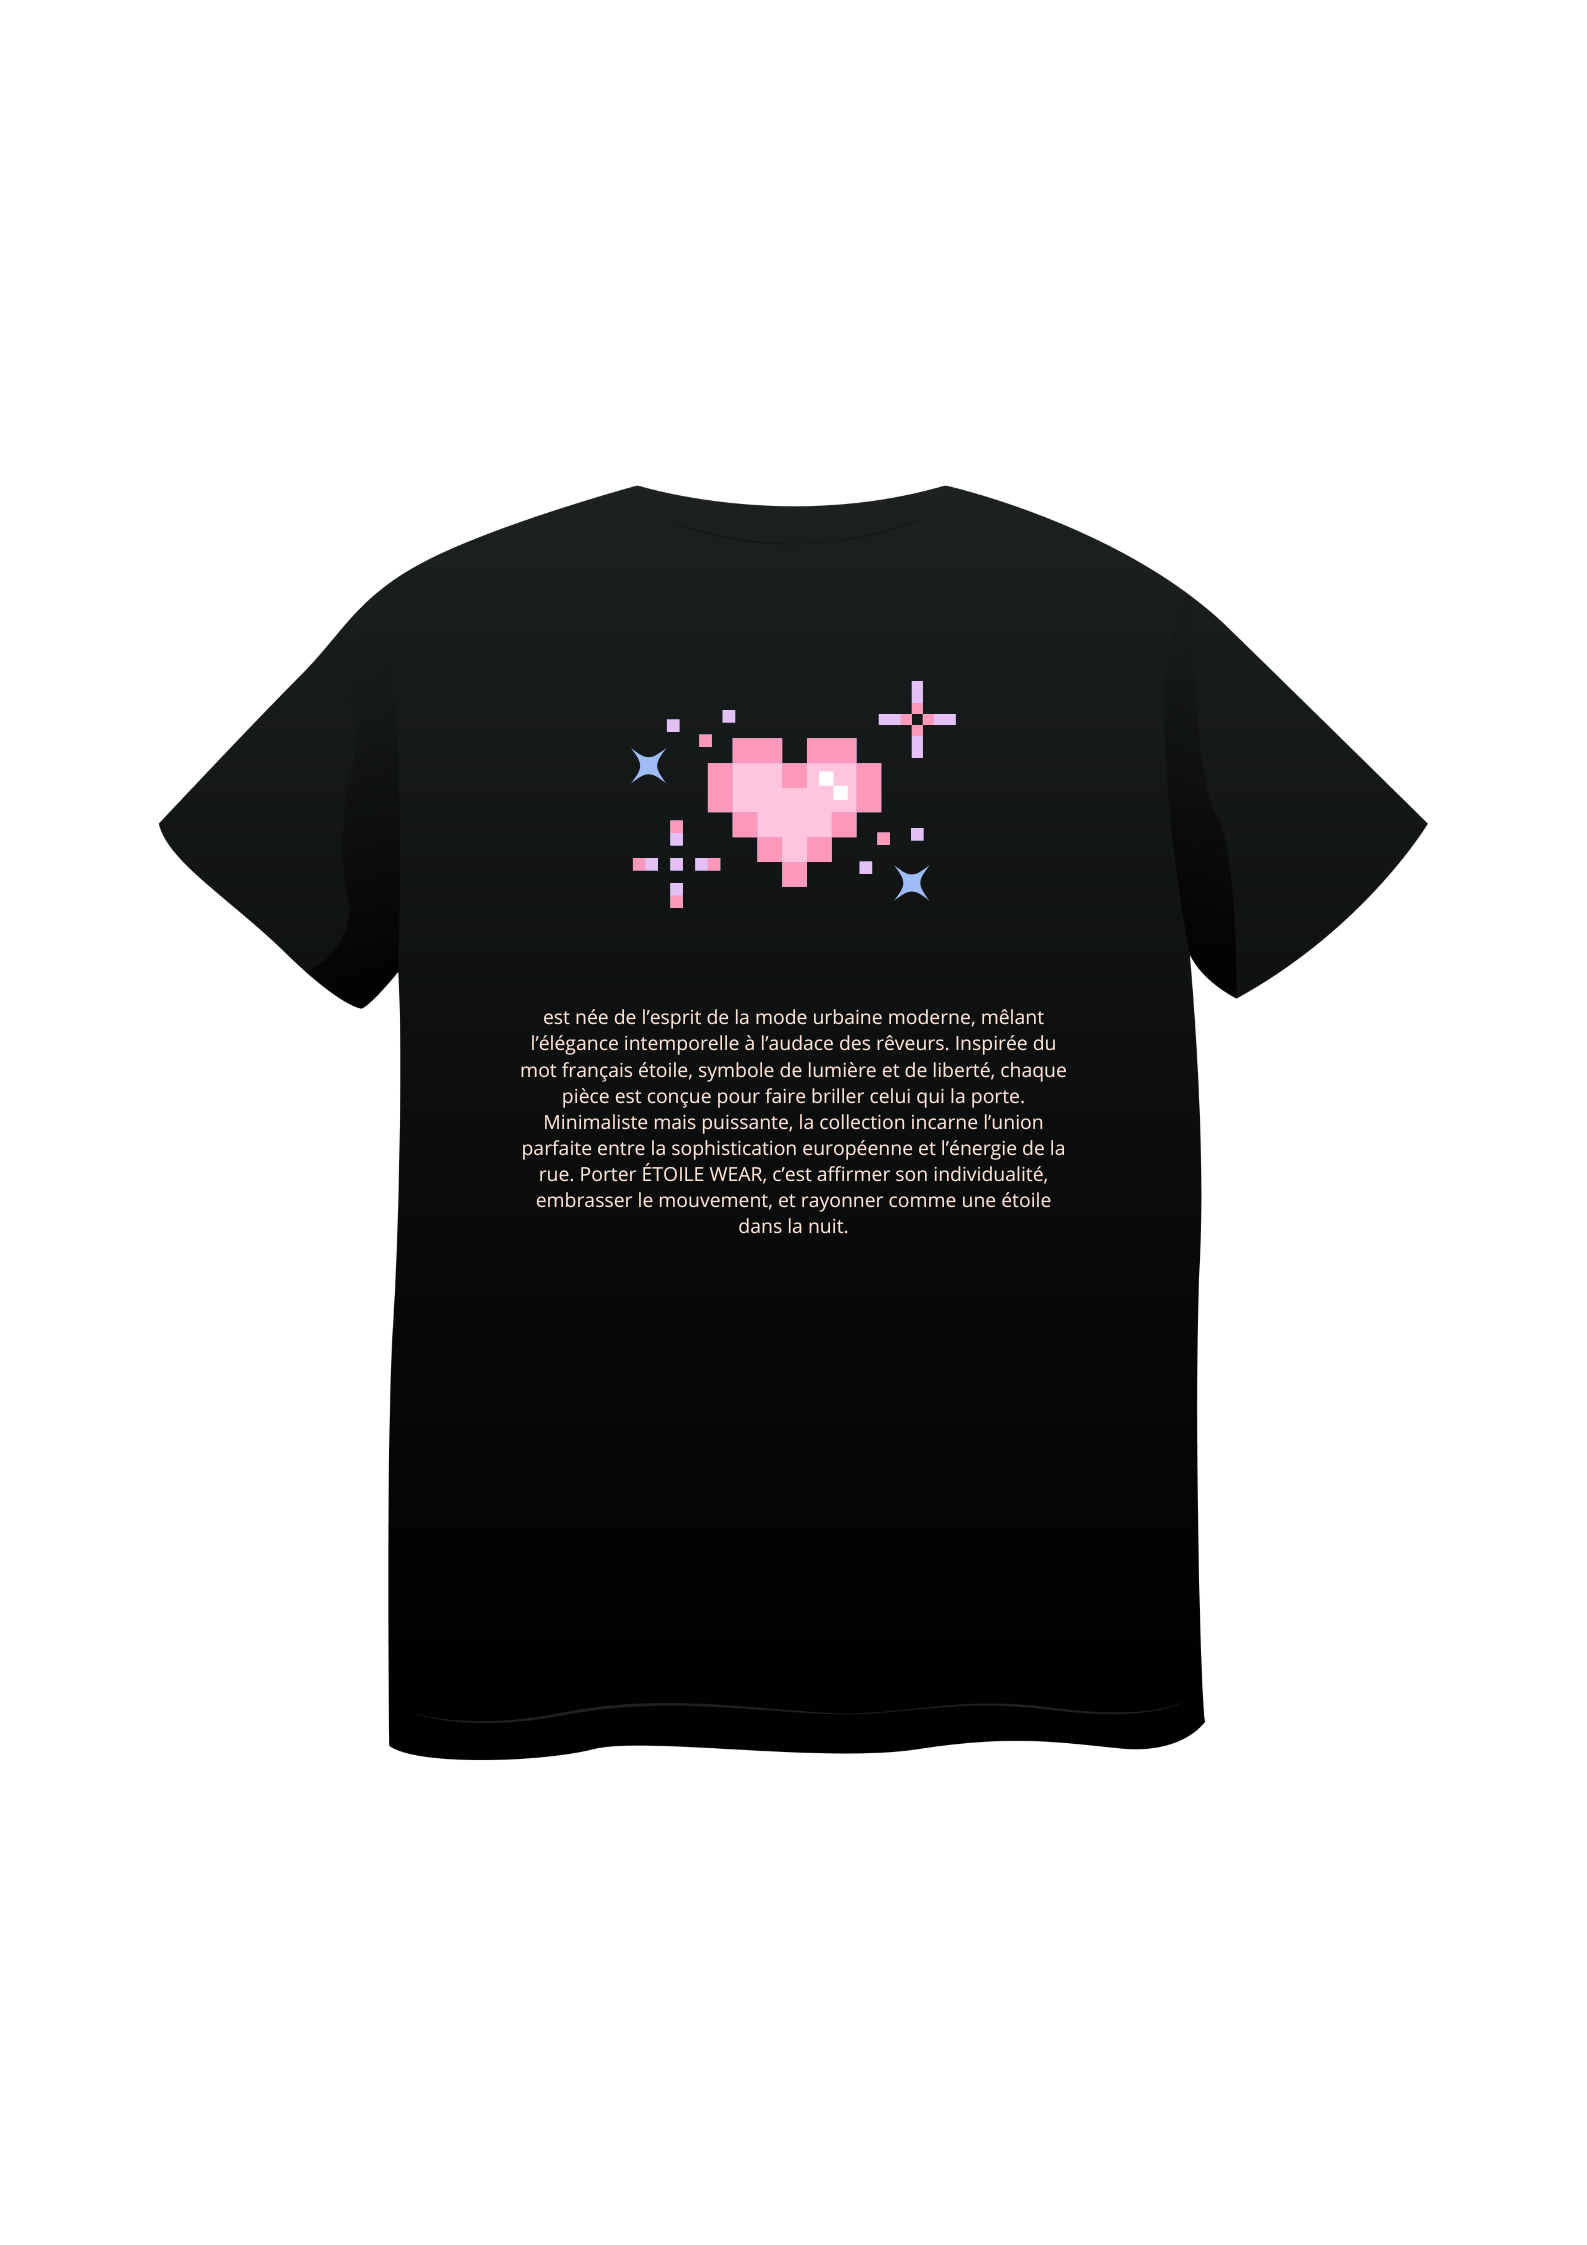 est née de l’esprit de la mode urbaine moderne, mêlant
l’élégance intemporelle à l’audace des rêveurs. Inspirée du
mot français étoile, symbole de lumière et de liberté, chaque
pièce est conçue pour faire briller celui qui la porte.
Minimaliste mais puissante, la collection incarne l’union
parfaite entre la sophistication européenne et l’énergie de la
rue. Porter ÉTOILE WEAR, c’est affirmer son individualité,
embrasser le mouvement, et rayonner comme une étoile
dans la nuit.